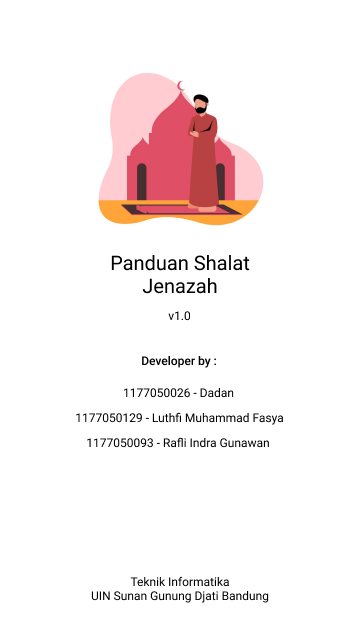 Panduan Shalat
Jenazah
v1.0
Developer by :
1177050026 - Dadan
1177050129 - Luthfi Muhammad Fasya
1177050093 - Rafli Indra Gunawan
Teknik Informatika
UIN Sunan Gunung Djati Bandung